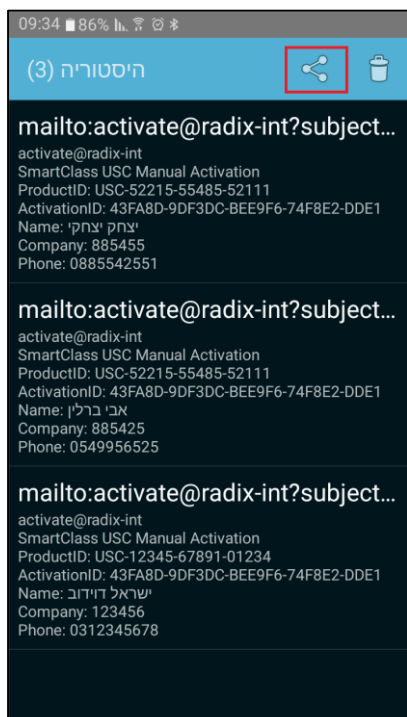 09:34 86%
היסטוריה (3)
mailto:activate@radix-int?subject...
activate@radix-int
SmartClass USC Manual Activation
ProductID: USC-52215-55485-52111
ActivationID: 43FA8D-9DF3DC-BEE9F6-74F8E2-DDE1
Name: יצחק יצחקי
Company: 885455
Phone: 0885542551
mailto:activate@radix-int?subject...
activate@radix-int
SmartClass USC Manual Activation
ProductID: USC-52215-55485-52111
ActivationID: 43FA8D-9DF3DC-BEE9F6-74F8E2-DDE1
Name: אבי ברלין
Company: 885425
Phone: 0549956525
mailto:activate@radix-int?subject...
activate@radix-int
SmartClass USC Manual Activation
ProductID: USC-12345-67891-01234
ActivationID: 43FA8D-9DF3DC-BEE9F6-74F8E2-DDE1
Name: ישראל דוידוב
Company: 123456
Phone: 0312345678